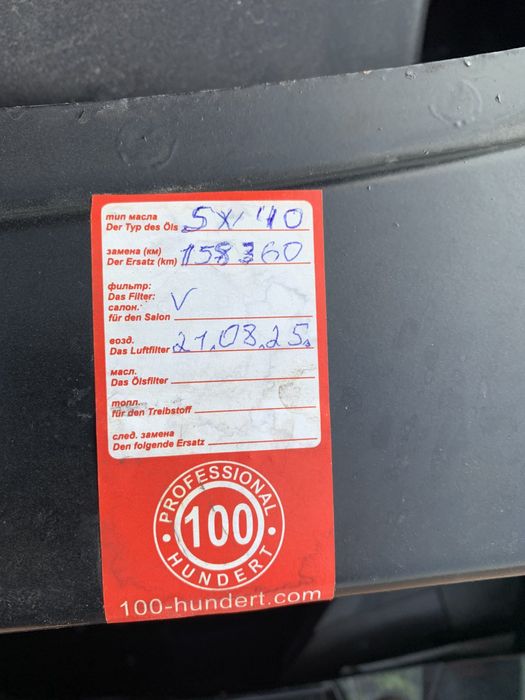 тип масла
Der Typ des Öls 5W40
замена (км)
Der Ersatz (km) 158360
фильтр:
Das Filter:
салон.
für den Salon V
возд.
Das Luftfilter 21.08.25.
масл.
Das Ölsfilter
топл.
für den Treibstoff
след. замена
Den folgende Ersatz
PROFESSIONAL
100
HUNDERT
100-hundert.com